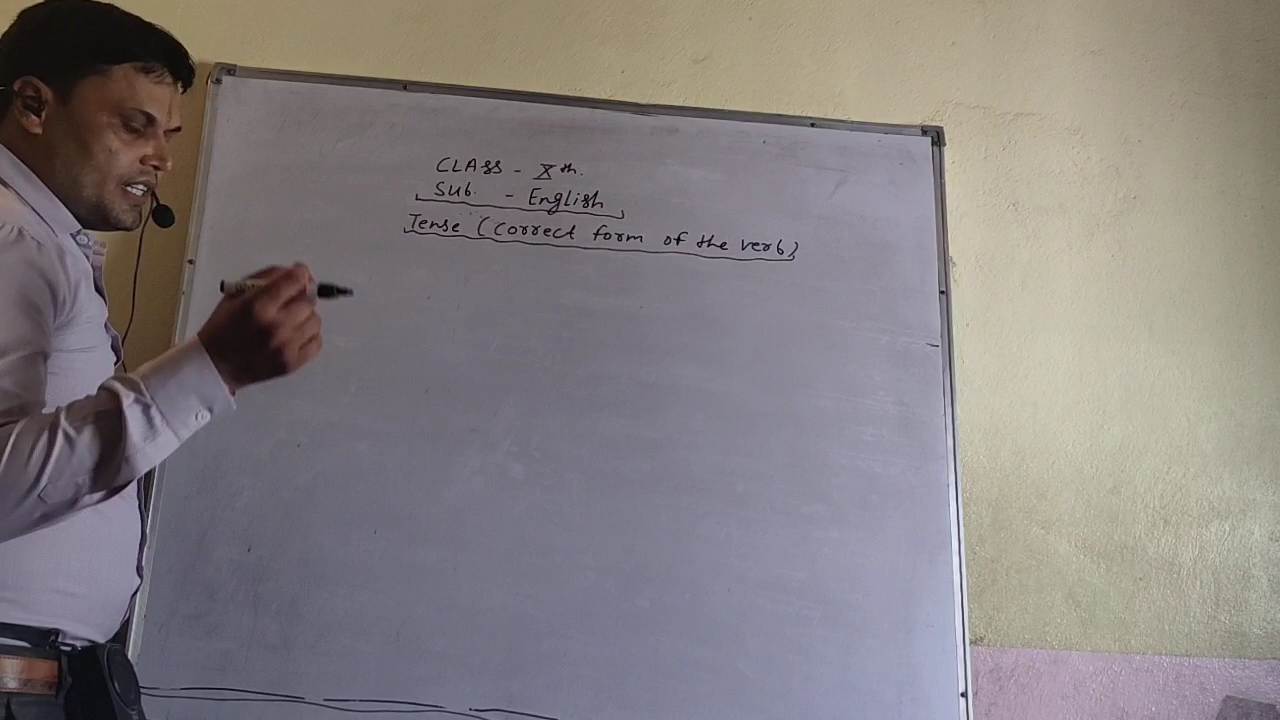 CLASS - Xth.
Sub. - English
Tense (correct form of the verb)